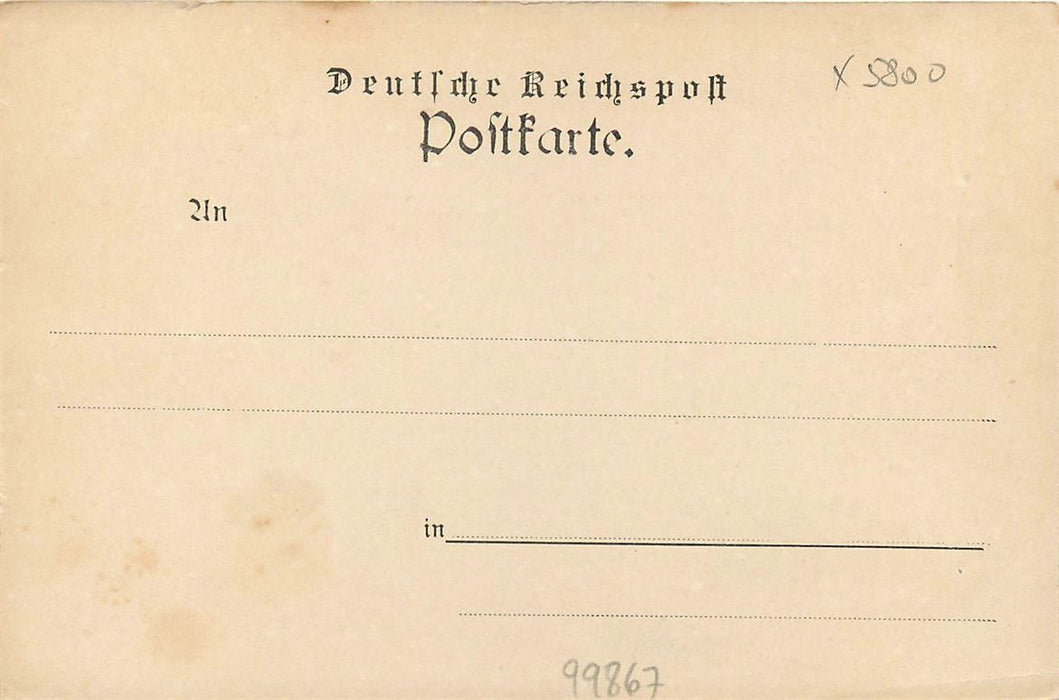 Deutſche Reichspoſt
x 5800
Poſtkarte.
An
in
99867